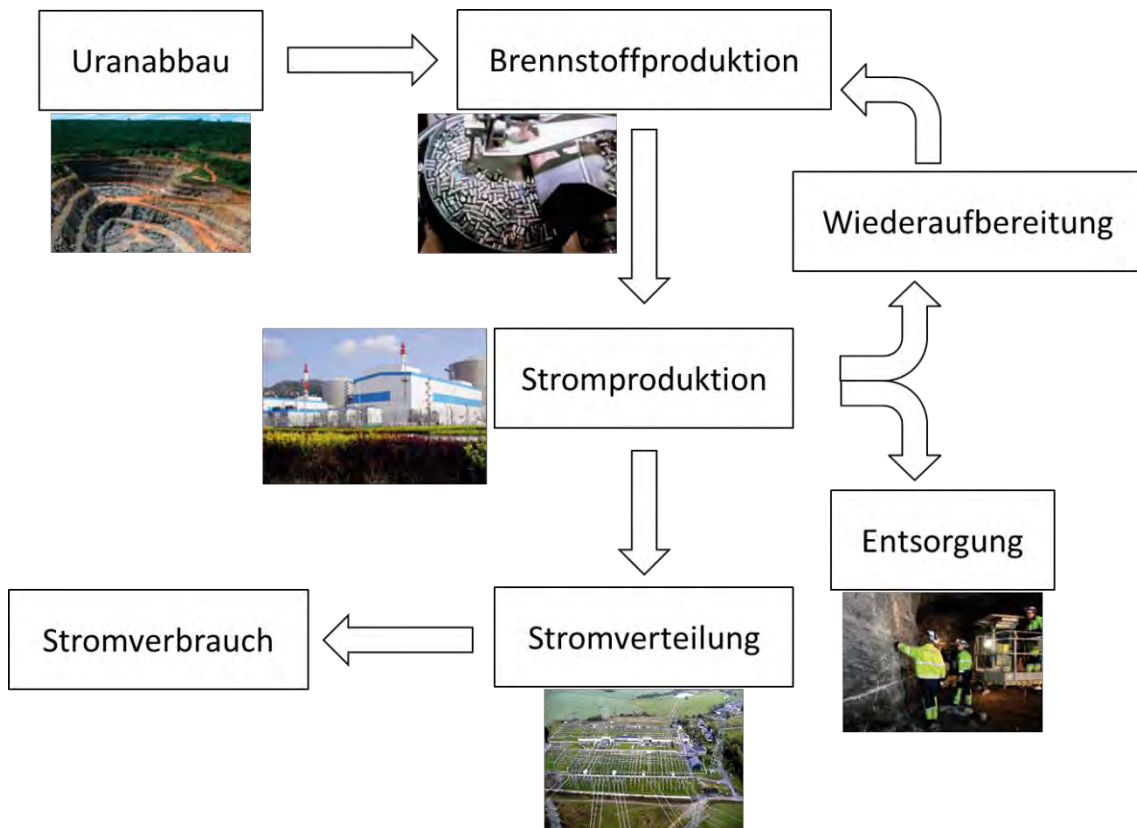 Uranabbau
Brennstoffproduktion
Wiederaufbereitung
Stromproduktion
Entsorgung
Stromverbrauch
Stromverteilung